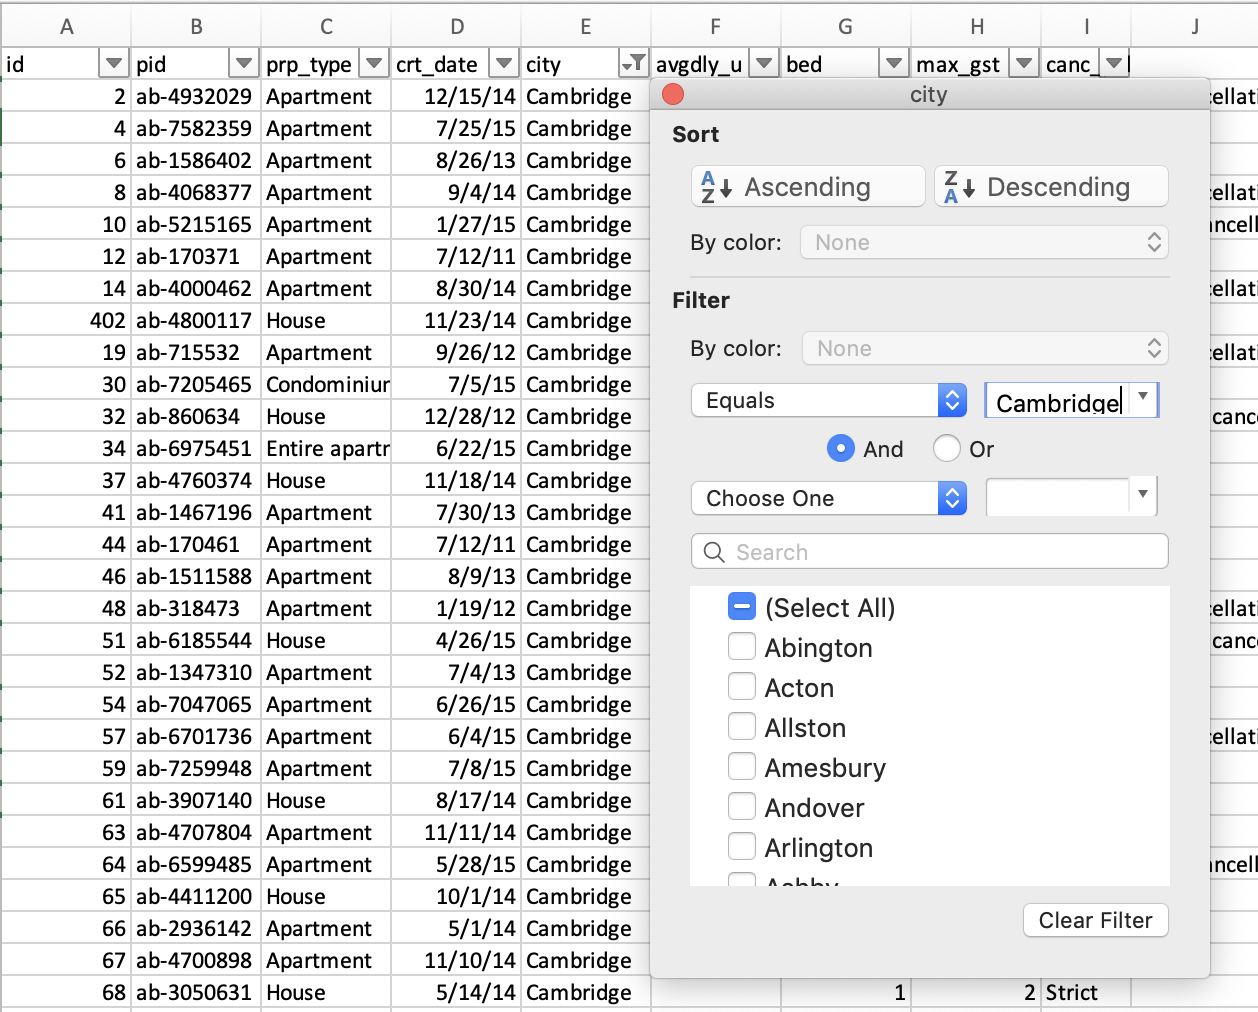 A B C D E F G H I J
id pid prp_type crt_date city avgdly_u bed max_gst canc_
2 ab-4932029 Apartment 12/15/14 Cambridge
4 ab-7582359 Apartment 7/25/15 Cambridge
6 ab-1586402 Apartment 8/26/13 Cambridge
8 ab-4068377 Apartment 9/4/14 Cambridge
10 ab-5215165 Apartment 1/27/15 Cambridge
12 ab-170371 Apartment 7/12/11 Cambridge
14 ab-4000462 Apartment 8/30/14 Cambridge
402 ab-4800117 House 11/23/14 Cambridge
19 ab-715532 Apartment 9/26/12 Cambridge
30 ab-7205465 Condominiur 7/5/15 Cambridge
32 ab-860634 House 12/28/12 Cambridge
34 ab-6975451 Entire apartr 6/22/15 Cambridge
37 ab-4760374 House 11/18/14 Cambridge
41 ab-1467196 Apartment 7/30/13 Cambridge
44 ab-170461 Apartment 7/12/11 Cambridge
46 ab-1511588 Apartment 8/9/13 Cambridge
48 ab-318473 Apartment 1/19/12 Cambridge
51 ab-6185544 House 4/26/15 Cambridge
52 ab-1347310 Apartment 7/4/13 Cambridge
54 ab-7047065 Apartment 6/26/15 Cambridge
57 ab-6701736 Apartment 6/4/15 Cambridge
59 ab-7259948 Apartment 7/8/15 Cambridge
61 ab-3907140 House 8/17/14 Cambridge
63 ab-4707804 Apartment 11/11/14 Cambridge
64 ab-6599485 Apartment 5/28/15 Cambridge
65 ab-4411200 House 10/1/14 Cambridge
66 ab-2936142 Apartment 5/1/14 Cambridge
67 ab-4700898 Apartment 11/10/14 Cambridge
68 ab-3050631 House 5/14/14 Cambridge 1 2 Strict
city
Sort
A Z Ascending Z A Descending
By color: None
Filter
By color: None
Equals Cambridge
And Or
Choose One
Search
(Select All)
Abington
Acton
Allston
Amesbury
Andover
Arlington
Clear Filter